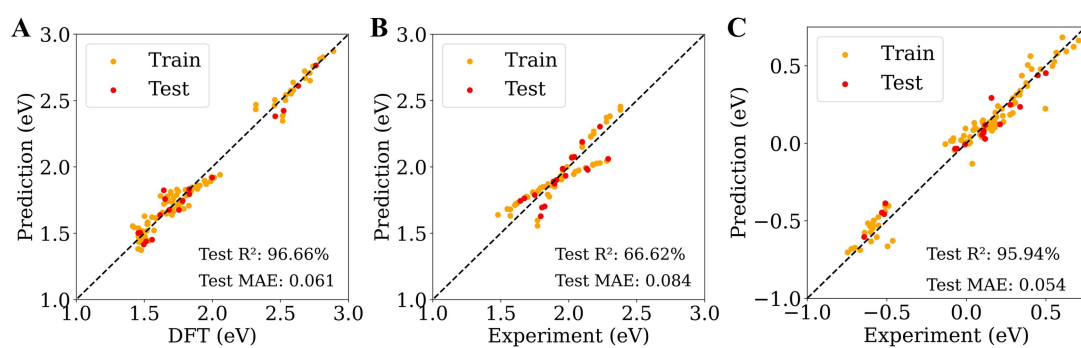 A
3.0
2.5
2.0
1.5
1.0
Prediction (eV)
Train
Test
Test R²: 96.66%
Test MAE: 0.061
1.0 1.5 2.0 2.5 3.0
DFT (eV)
B
3.0
2.5
2.0
1.5
1.0
Prediction (eV)
Train
Test
Test R²: 66.62%
Test MAE: 0.084
1.0 1.5 2.0 2.5 3.0
Experiment (eV)
C
0.5
0.0
−0.5
−1.0
Prediction (eV)
Train
Test
Test R²: 95.94%
Test MAE: 0.054
−1.0 −0.5 0.0 0.5
Experiment (eV)